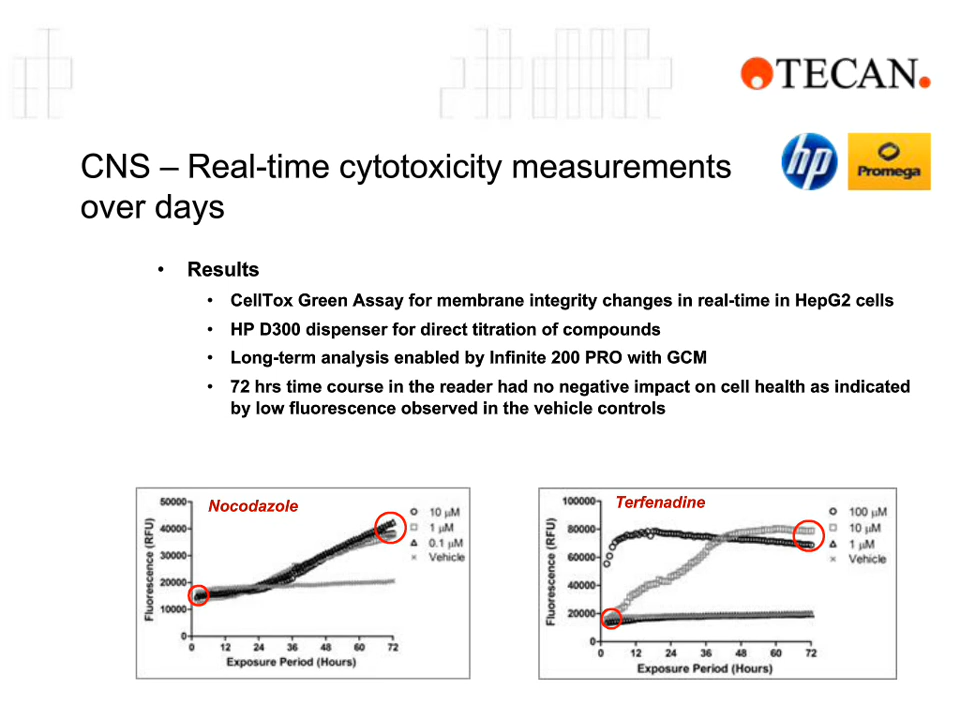 TECAN.
CNS – Real-time cytotoxicity measurements
over days
hp
Promega
• Results
• CellTox Green Assay for membrane integrity changes in real-time in HepG2 cells
• HP D300 dispenser for direct titration of compounds
• Long-term analysis enabled by Infinite 200 PRO with GCM
• 72 hrs time course in the reader had no negative impact on cell health as indicated
by low fluorescence observed in the vehicle controls
Nocodazole
Fluorescence (RFU)
50000
40000
30000
20000
10000
0
0 12 24 36 48 60 72
Exposure Period (Hours)
10 µM
1 µM
0.1 µM
Vehicle
Terfenadine
Fluorescence (RFU)
100000
80000
60000
40000
20000
0
0 12 24 36 48 60 72
Exposure Period (Hours)
100 µM
10 µM
1 µM
Vehicle